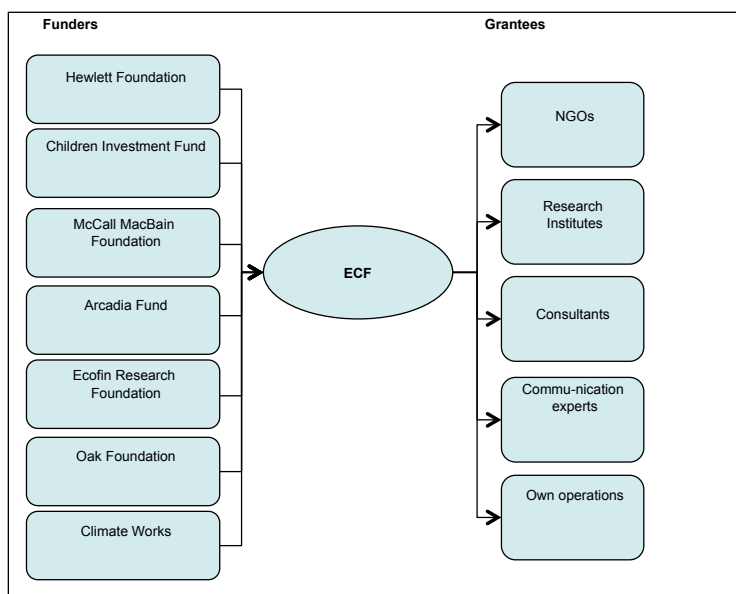 Funders
Hewlett Foundation
Children Investment Fund
McCall MacBain
Foundation
Arcadia Fund
Ecofin Research
Foundation
Oak Foundation
Climate Works
ECF
Grantees
NGOs
Research
Institutes
Consultants
Commu-nication
experts
Own operations